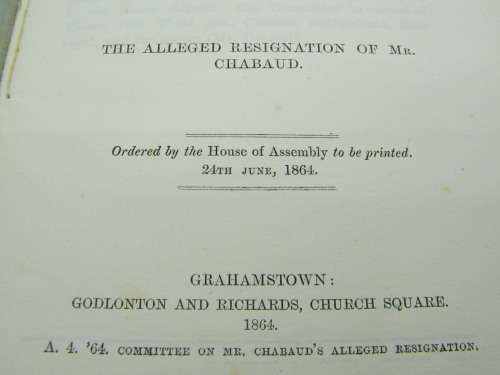 THE ALLEGED RESIGNATION OF MR.
CHABAUD.
Ordered by the House of Assembly to be printed.
24TH JUNE, 1864.
GRAHAMSTOWN:
GODLONTON AND RICHARDS, CHURCH SQUARE.
1864.
A. 4. '64. COMMITTEE ON MR. CHABAUD'S ALLEGED RESIGNATION.